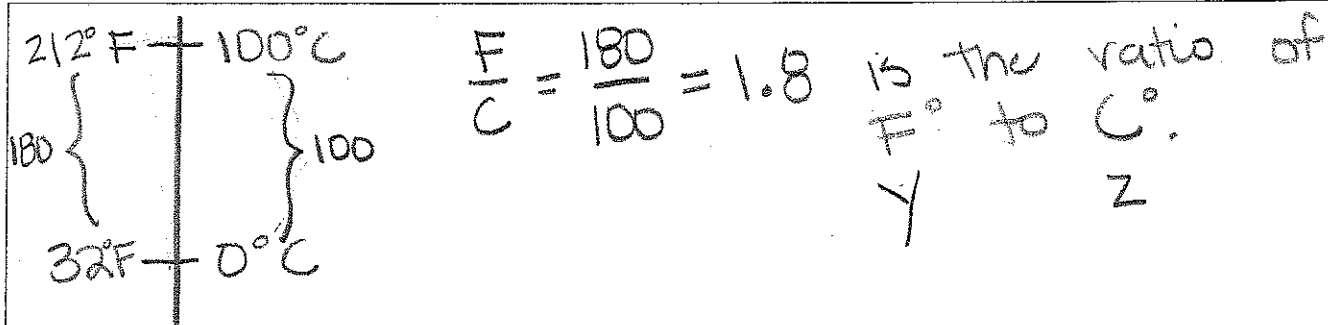 212° F 100°C
180 100
32°F 0°C
F/C = 180/100 = 1.8 is the ratio of
F° to C°.
Y Z